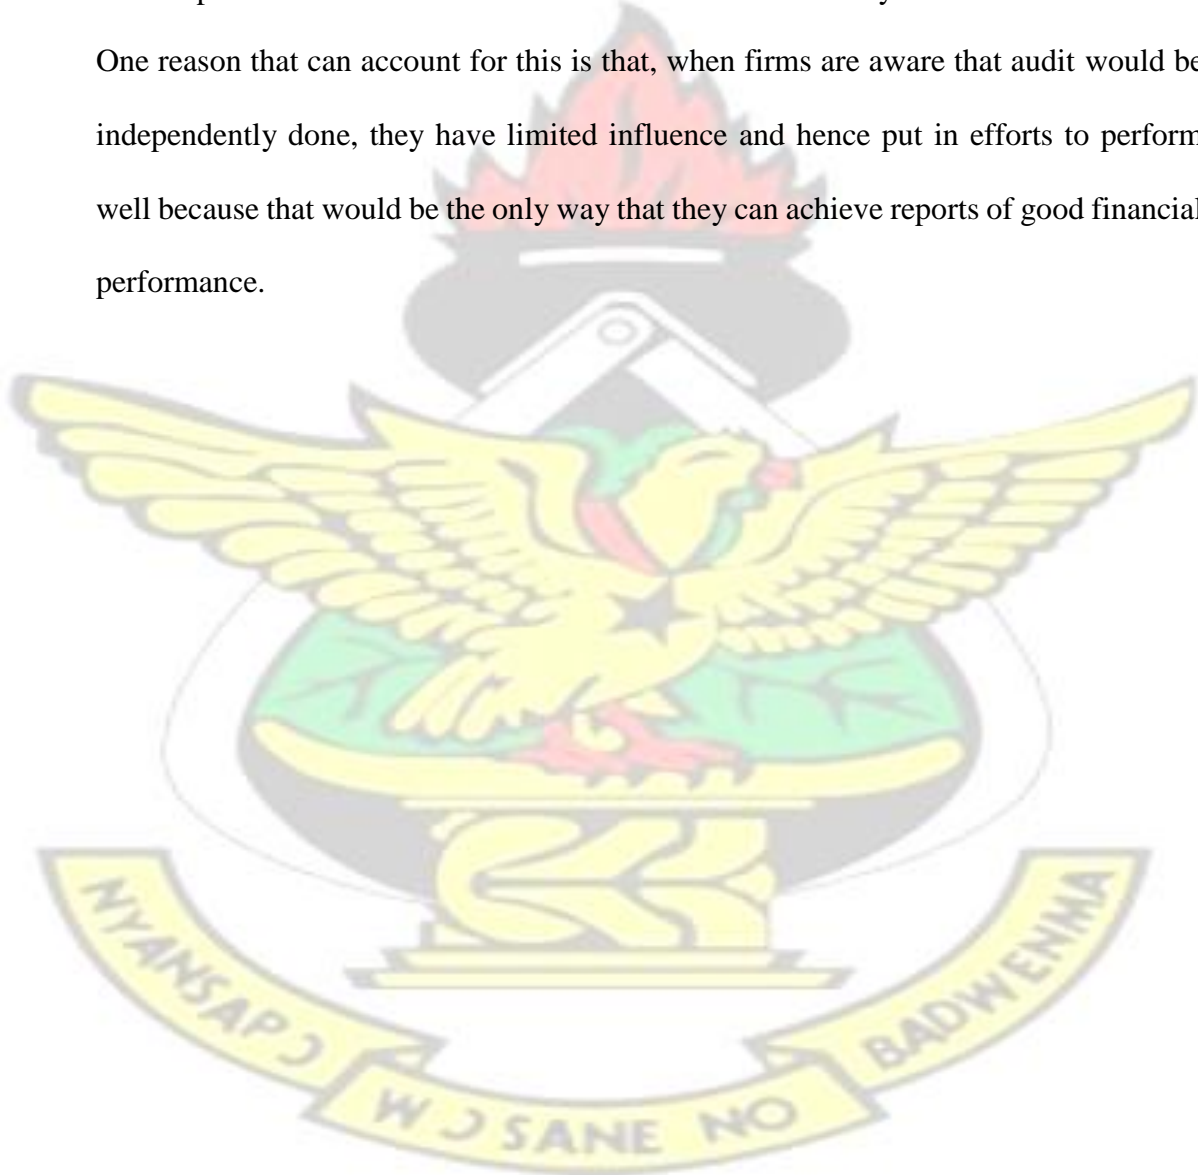 One reason that can account for this is that, when firms are aware that audit would be
independently done, they have limited influence and hence put in efforts to perform
well because that would be the only way that they can achieve reports of good financial
performance.
NYANSAPƆ
WƆSANE NO
BADWENMA